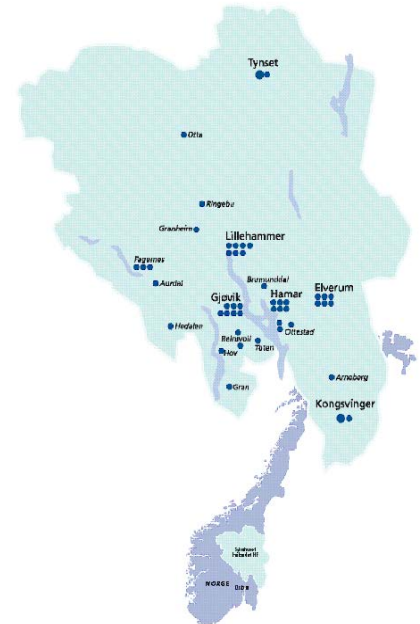 Tynset
Otta
Ringebu
Granheim
Lillehammer
Fagernes
Brumunddal
Aurdal
Elverum
Gjøvik
Hamar
Hedalen
Ottestad
Reinsvoll
Toten
Hov
Arneberg
Gran
Kongsvinger
NORGE